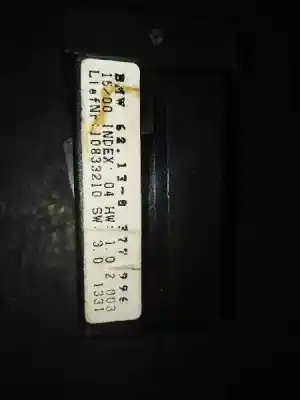 BMW 62.13-8 377 996
15/00 INDEX: 04 HW: 1.0 2.003
LiefNr:10833210 SW: 3.0 1331